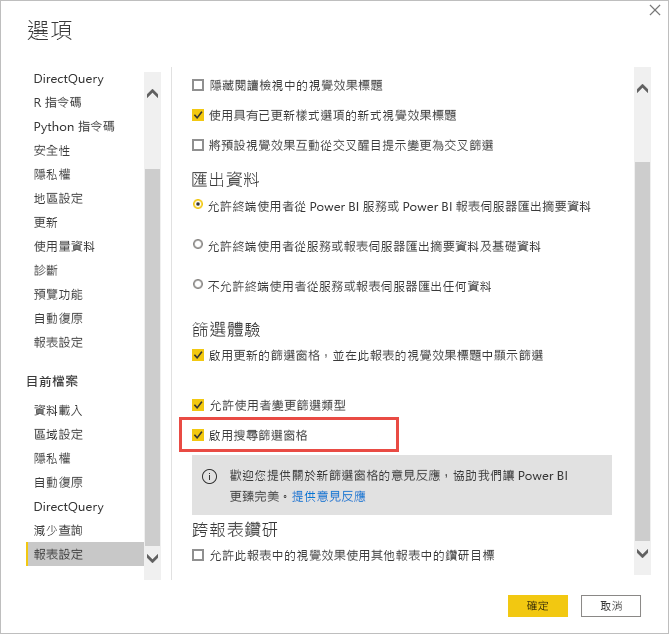 選項
DirectQuery
R 指令碼
Python 指令碼
安全性
隱私權
地區設定
更新
使用量資料
診斷
預覽功能
自動復原
報表設定
目前檔案
資料載入
區域設定
隱私權
自動復原
DirectQuery
減少查詢
報表設定
隱藏閱讀檢視中的視覺效果標題
使用具有已更新樣式選項的新式視覺效果標題
將預設視覺效果互動從交叉醒目提示變更為交叉篩選
匯出資料
允許終端使用者從 Power BI 服務或 Power BI 報表伺服器匯出摘要資料
允許終端使用者從服務或報表伺服器匯出摘要資料及基礎資料
不允許終端使用者從服務或報表伺服器匯出任何資料
篩選體驗
啟用更新的篩選窗格，並在此報表的視覺效果標題中顯示篩選
允許使用者變更篩選類型
啟用搜尋篩選窗格
歡迎您提供關於新篩選窗格的意見反應，協助我們讓 Power BI
更臻完美。提供意見反應
跨報表鑽研
允許此報表中的視覺效果使用其他報表中的鑽研目標
確定
取消